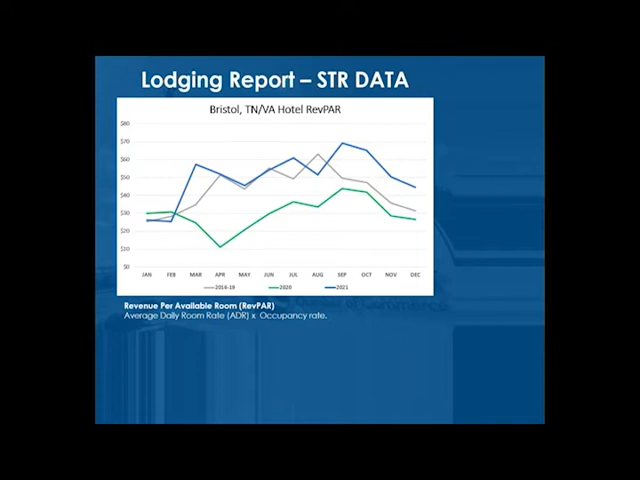 Lodging Report – STR DATA
Bristol, TN/VA Hotel RevPAR
$80
$70
$60
$50
$40
$30
$20
$10
$0
JAN FEB MAR APR MAY JUN JUL AUG SEP OCT NOV DEC
2016-19 2020 2021
Revenue Per Available Room (RevPAR)
Average Daily Room Rate (ADR) x Occupancy rate.